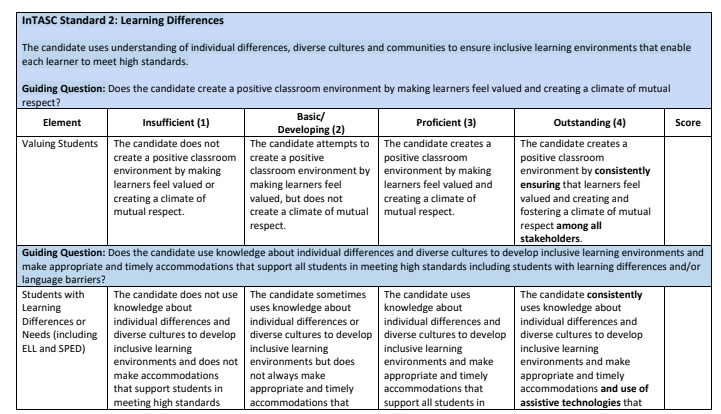 InTASC Standard 2: Learning Differences
The candidate uses understanding of individual differences, diverse cultures and communities to ensure inclusive learning environments that enable
each learner to meet high standards.
Guiding Question: Does the candidate create a positive classroom environment by making learners feel valued and creating a climate of mutual
respect?
Element
Insufficient (1)
Basic/
Developing (2)
Proficient (3)
Outstanding (4)
Score
Valuing Students
The candidate does not
create a positive classroom
environment by making
learners feel valued or
creating a climate of
mutual respect.
The candidate attempts to
create a positive
classroom environment by
making learners feel
valued, but does not
create a climate of mutual
respect.
The candidate creates a
positive classroom
environment by making
learners feel valued and
creating a climate of
mutual respect.
The candidate creates a
positive classroom
environment by consistently
ensuring that learners feel
valued and creating and
fostering a climate of mutual
respect among all
stakeholders.
Guiding Question: Does the candidate use knowledge about individual differences and diverse cultures to develop inclusive learning environments and
make appropriate and timely accommodations that support all students in meeting high standards including students with learning differences and/or
language barriers?
Students with
Learning
Differences or
Needs (including
ELL and SPED)
The candidate does not use
knowledge about
individual differences and
diverse cultures to develop
inclusive learning
environments and does not
make accommodations
that support students in
meeting high standards
The candidate sometimes
uses knowledge about
individual differences or
diverse cultures to develop
inclusive learning
environments but does
not always make
appropriate and timely
accommodations that
The candidate uses
knowledge about
individual differences and
diverse cultures to develop
inclusive learning
environments and make
appropriate and timely
accommodations that
support all students in
The candidate consistently
uses knowledge about
individual differences and
diverse cultures to develop
inclusive learning
environments and make
appropriate and timely
accommodations and use of
assistive technologies that